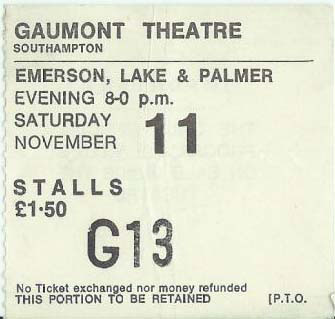 GAUMONT THEATRE
SOUTHAMPTON
EMERSON, LAKE & PALMER
EVENING 8-0 p.m.
SATURDAY
NOVEMBER 11
STALLS
£1·50
G13
No Ticket exchanged nor money refunded
THIS PORTION TO BE RETAINED [P.T.O.